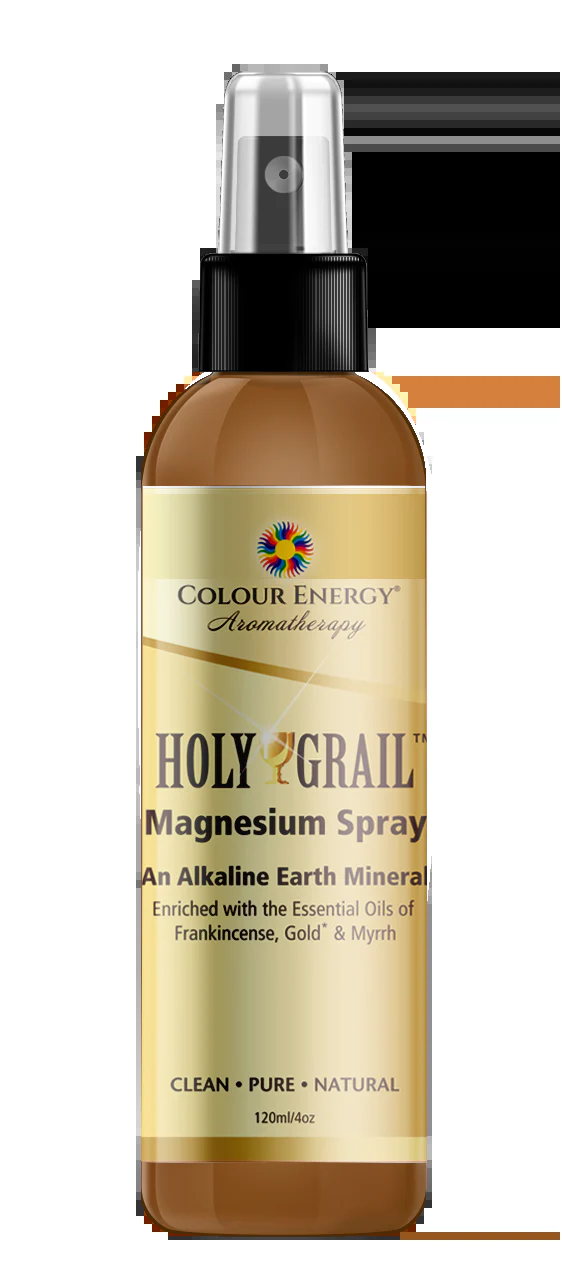 COLOUR ENERGY®
Aromatherapy
HOLY GRAIL™
Magnesium Spray
An Alkaline Earth Mineral
Enriched with the Essential Oils of
Frankincense, Gold* & Myrrh
CLEAN • PURE • NATURAL
120ml/4oz